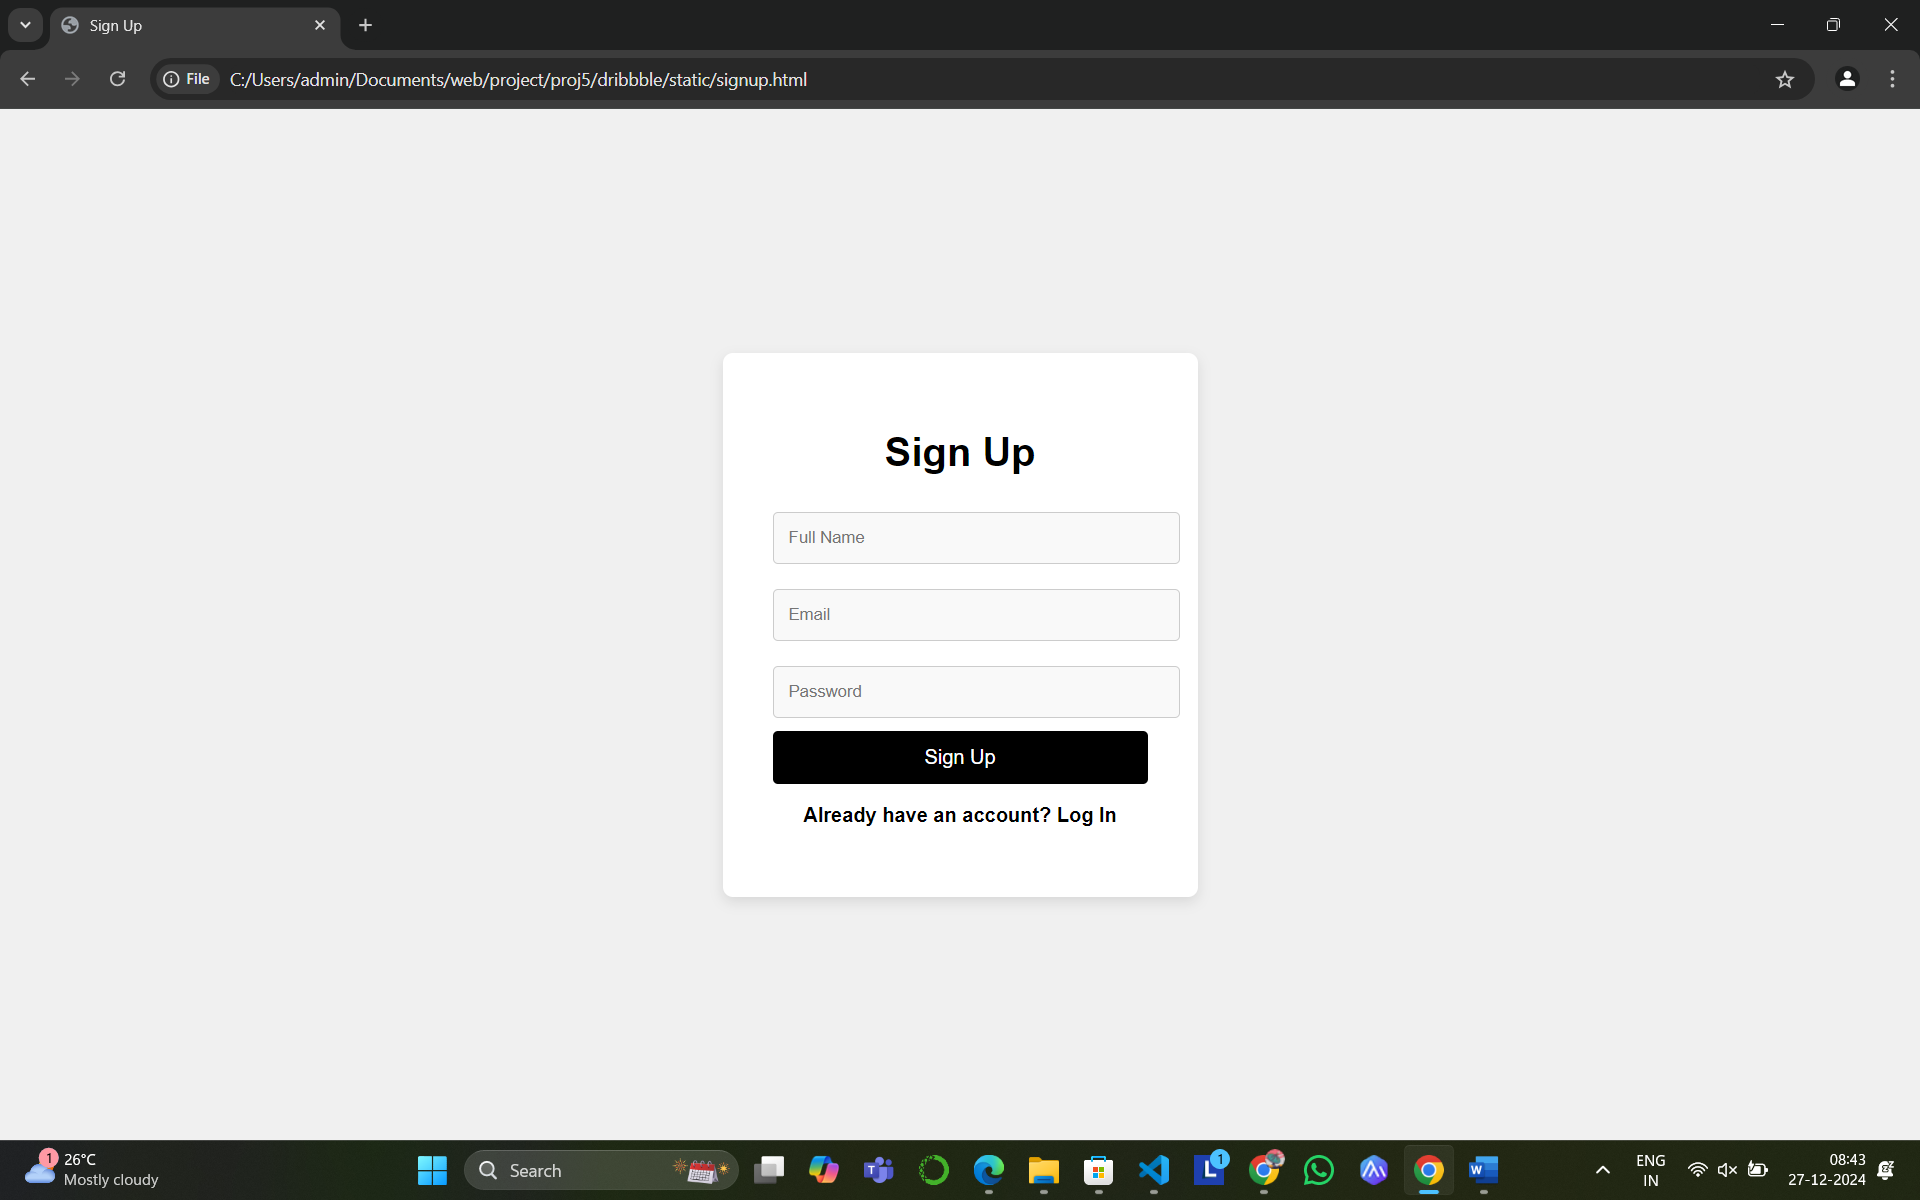 Sign Up
File
C:/Users/admin/Documents/web/project/proj5/dribbble/static/signup.html
Sign Up
Full Name
Email
Password
Sign Up
Already have an account? Log In
1
26°C
Mostly cloudy
Search
T
L
1
W
ENG
IN
08:43
27-12-2024